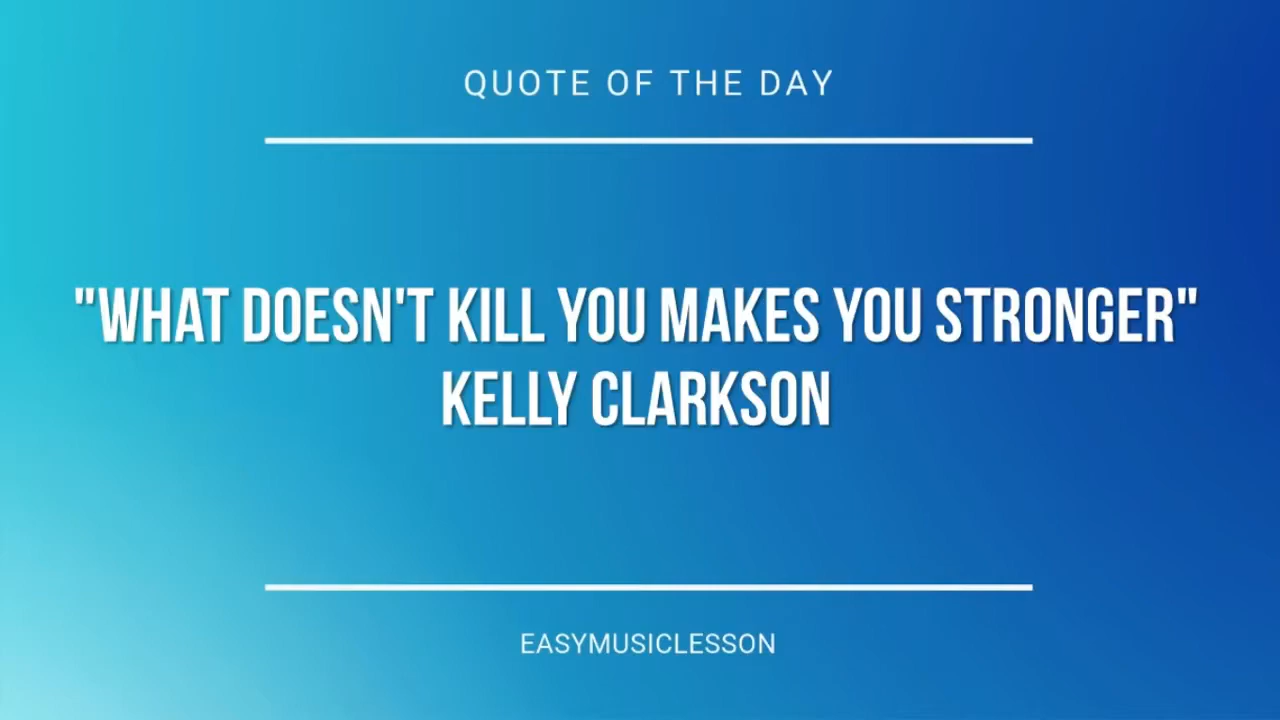 QUOTE OF THE DAY
"WHAT DOESN'T KILL YOU MAKES YOU STRONGER"
KELLY CLARKSON
EASYMUSICLESSON